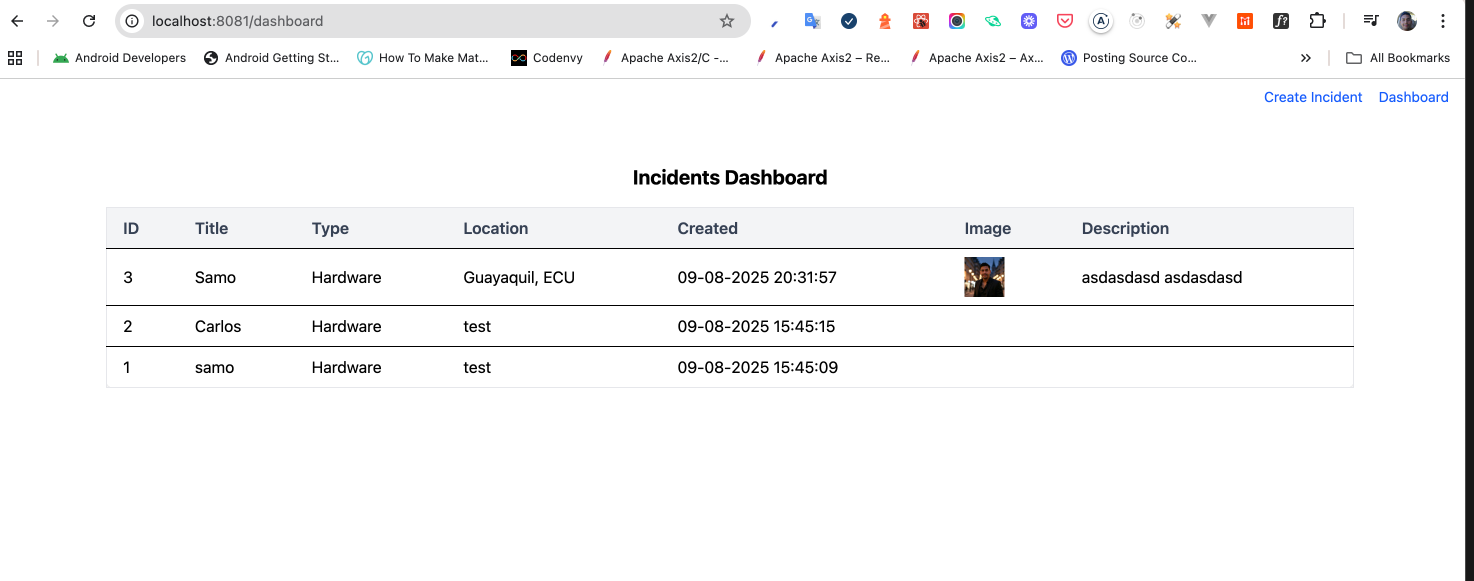 localhost:8081/dashboard
Android Developers Android Getting St... How To Make Mat... Codenvy Apache Axis2/C -... Apache Axis2 – Re... Apache Axis2 – Ax... Posting Source Co... » All Bookmarks
Create Incident Dashboard
Incidents Dashboard
ID Title Type Location Created Image Description
3 Samo Hardware Guayaquil, ECU 09-08-2025 20:31:57 asdasdasd asdasdasd
2 Carlos Hardware test 09-08-2025 15:45:15
1 samo Hardware test 09-08-2025 15:45:09